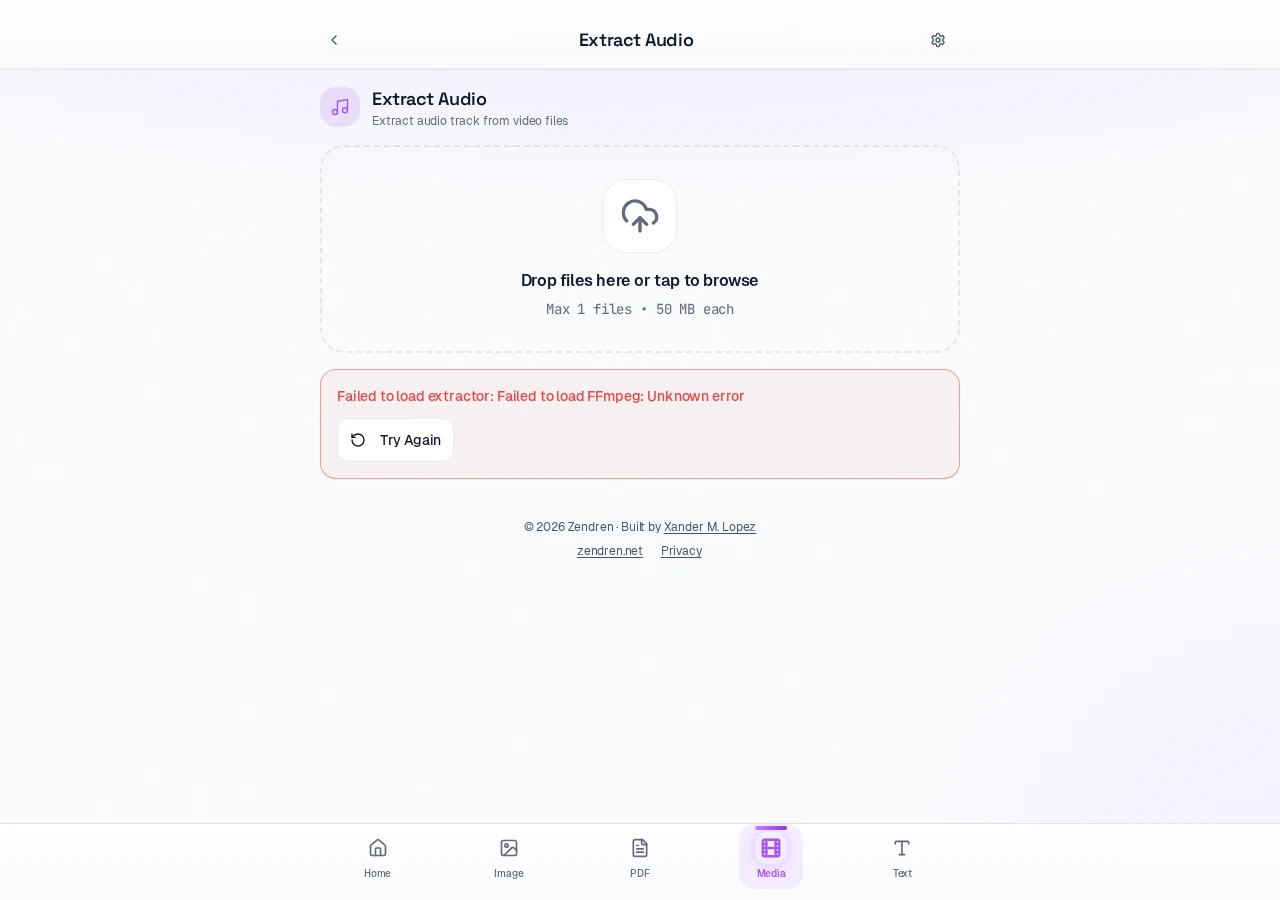 Extract Audio
Extract Audio
Extract audio track from video files
Drop files here or tap to browse
Max 1 files • 50 MB each
Failed to load extractor: Failed to load FFmpeg: Unknown error
Try Again
© 2026 Zendren · Built by Xander M. Lopez
zendren.net Privacy
Home Image PDF Media Text